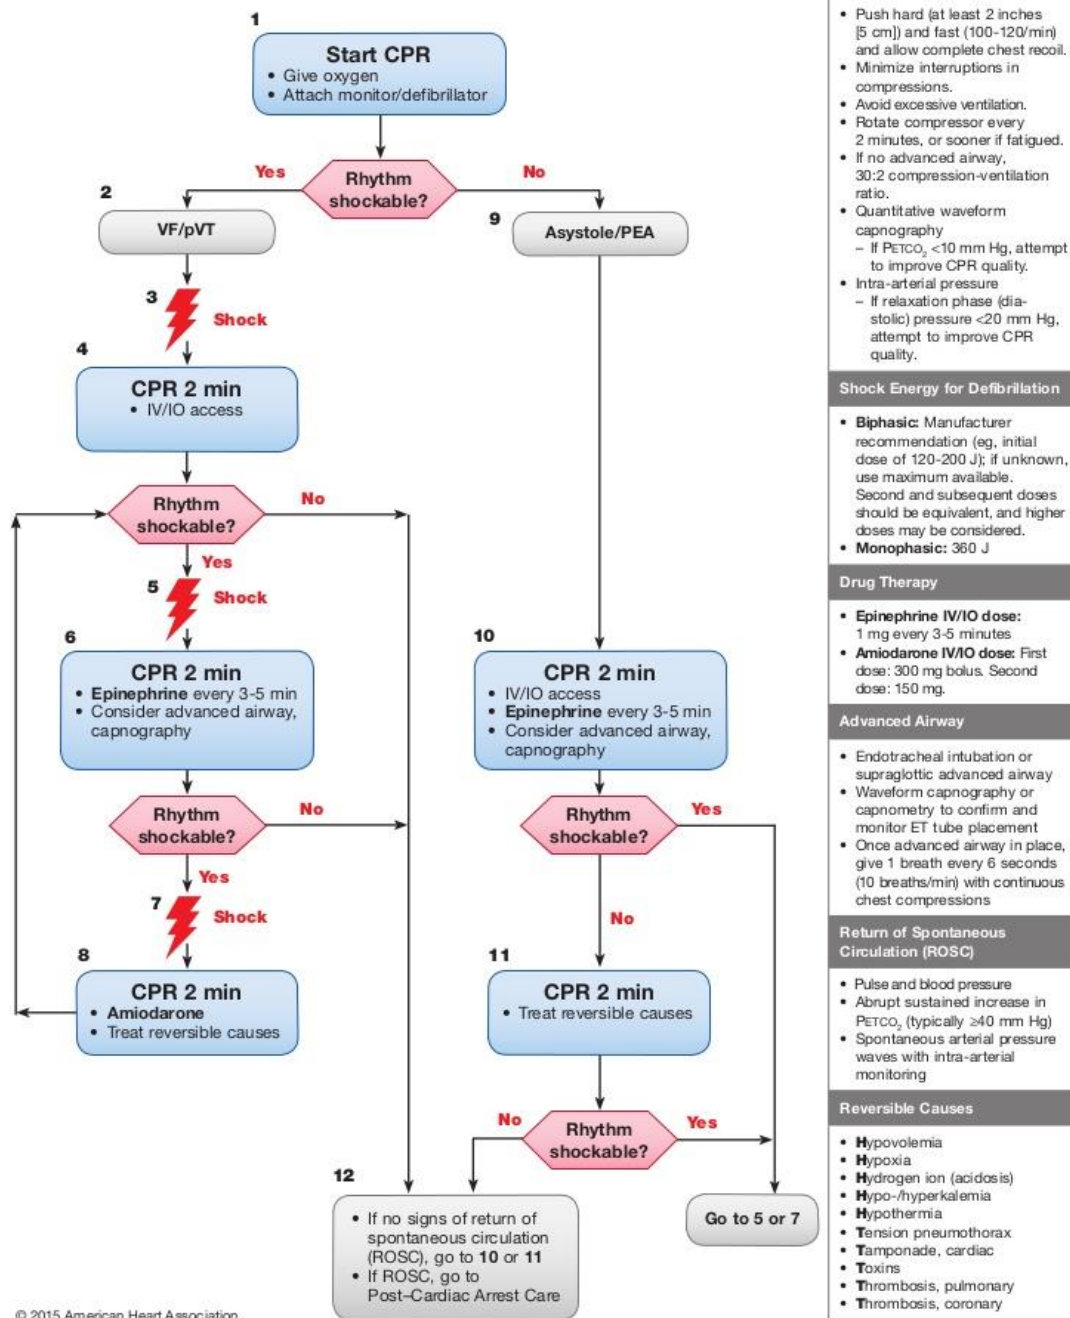 1
Start CPR
• Give oxygen
• Attach monitor/defibrillator
Rhythm
shockable?
Yes
No
2
VF/pVT
3
Shock
4
CPR 2 min
• IV/IO access
Rhythm
shockable?
No
Yes
5
Shock
6
CPR 2 min
• Epinephrine every 3-5 min
• Consider advanced airway,
capnography
Rhythm
shockable?
No
Yes
7
Shock
8
CPR 2 min
• Amiodarone
• Treat reversible causes
9
Asystole/PEA
10
CPR 2 min
• IV/IO access
• Epinephrine every 3-5 min
• Consider advanced airway,
capnography
Rhythm
shockable?
Yes
No
11
CPR 2 min
• Treat reversible causes
No
Rhythm
shockable?
Yes
12
• If no signs of return of
spontaneous circulation
(ROSC), go to 10 or 11
• If ROSC, go to
Post–Cardiac Arrest Care
Go to 5 or 7
© 2015 American Heart Association
• Push hard (at least 2 inches
[5 cm]) and fast (100-120/min)
and allow complete chest recoil.
• Minimize interruptions in
compressions.
• Avoid excessive ventilation.
• Rotate compressor every
2 minutes, or sooner if fatigued.
• If no advanced airway,
30:2 compression-ventilation
ratio.
• Quantitative waveform
capnography
– If PETCO₂ <10 mm Hg, attempt
to improve CPR quality.
• Intra-arterial pressure
– If relaxation phase (dia-
stolic) pressure <20 mm Hg,
attempt to improve CPR
quality.
Shock Energy for Defibrillation
• Biphasic: Manufacturer
recommendation (eg, initial
dose of 120-200 J); if unknown,
use maximum available.
Second and subsequent doses
should be equivalent, and higher
doses may be considered.
• Monophasic: 360 J
Drug Therapy
• Epinephrine IV/IO dose:
1 mg every 3-5 minutes
• Amiodarone IV/IO dose: First
dose: 300 mg bolus. Second
dose: 150 mg.
Advanced Airway
• Endotracheal intubation or
supraglottic advanced airway
• Waveform capnography or
capnometry to confirm and
monitor ET tube placement
• Once advanced airway in place,
give 1 breath every 6 seconds
(10 breaths/min) with continuous
chest compressions
Return of Spontaneous
Circulation (ROSC)
• Pulse and blood pressure
• Abrupt sustained increase in
PETCO₂ (typically ≥40 mm Hg)
• Spontaneous arterial pressure
waves with intra-arterial
monitoring
Reversible Causes
• Hypovolemia
• Hypoxia
• Hydrogen ion (acidosis)
• Hypo-/hyperkalemia
• Hypothermia
• Tension pneumothorax
• Tamponade, cardiac
• Toxins
• Thrombosis, pulmonary
• Thrombosis, coronary